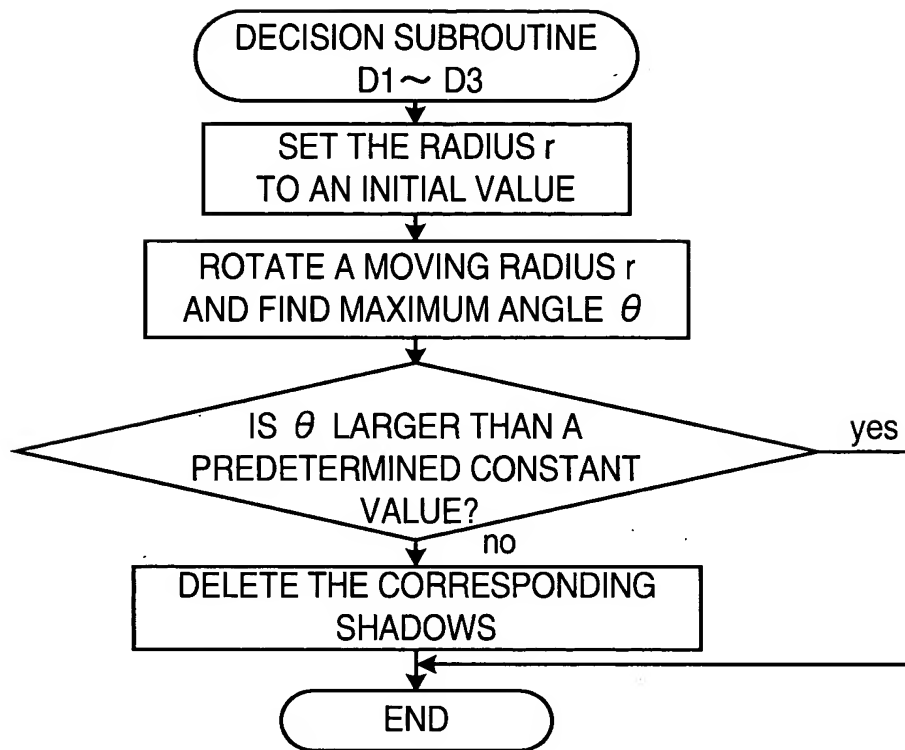 DECISION SUBROUTINE
D1～ D3
SET THE RADIUS r
TO AN INITIAL VALUE
ROTATE A MOVING RADIUS r
AND FIND MAXIMUM ANGLE θ
IS θ LARGER THAN A
PREDETERMINED CONSTANT
VALUE?
yes
no
DELETE THE CORRESPONDING
SHADOWS
END